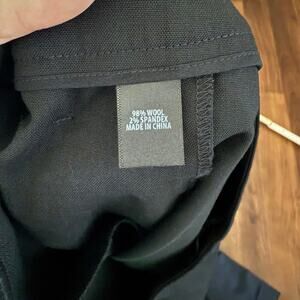 98% WOOL
2% SPANDEX
MADE IN CHINA